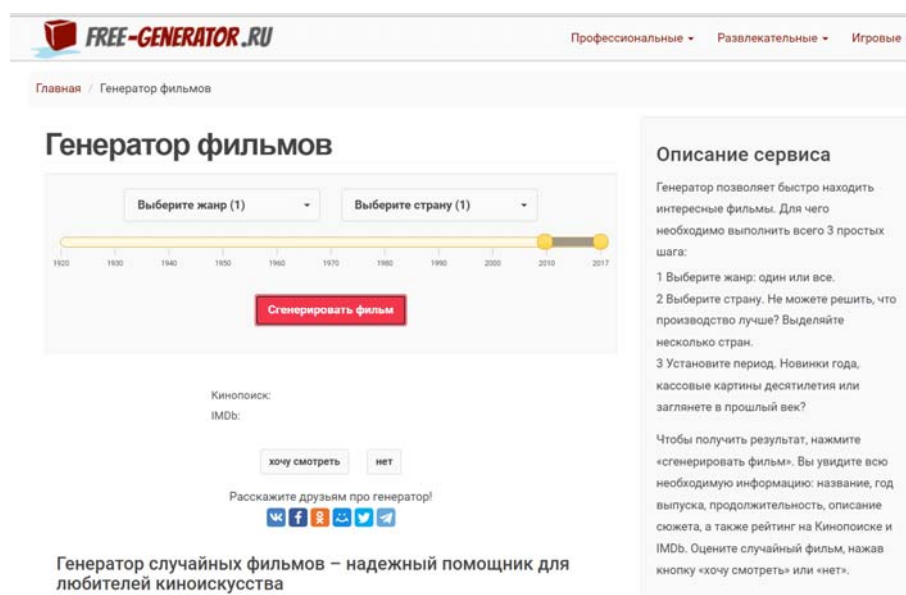 FREE-GENERATOR.RU
Профессиональные
Развлекательные
Игровые
Главная / Генератор фильмов
Генератор фильмов
Выберите жанр (1)
Выберите страну (1)
1920 1930 1940 1950 1960 1970 1980 1990 2000 2010 2017
Сгенерировать фильм
Кинопоиск:
IMDb:
хочу смотреть
нет
Расскажите друзьям про генератор!
Генератор случайных фильмов – надежный помощник для
любителей киноискусства
Описание сервиса
Генератор позволяет быстро находить
интересные фильмы. Для чего
необходимо выполнить всего 3 простых
шага:
1 Выберите жанр: один или все.
2 Выберите страну. Не можете решить, что
производство лучше? Выделяйте
несколько стран.
3 Установите период. Новинки года,
кассовые картины десятилетия или
заглянете в прошлый век?
Чтобы получить результат, нажмите
«сгенерировать фильм». Вы увидите всю
необходимую информацию: название, год
выпуска, продолжительность, описание
сюжета, а также рейтинг на Кинопоиске и
IMDb. Оцените случайный фильм, нажав
кнопку «хочу смотреть» или «нет».